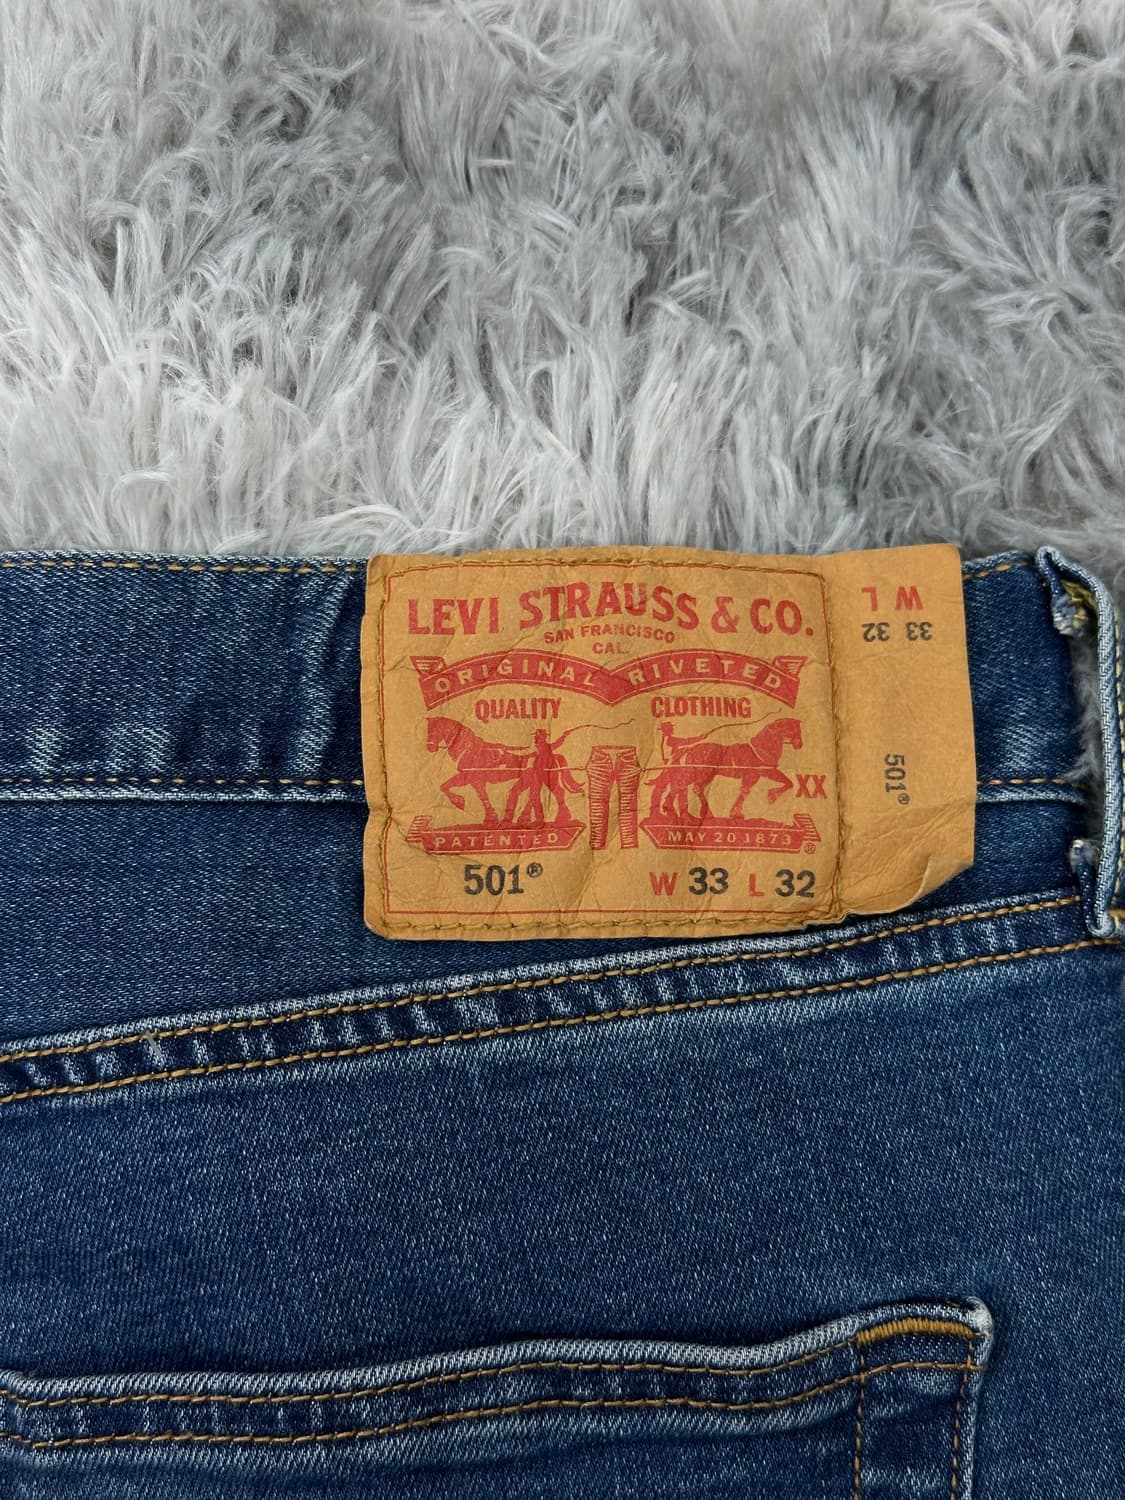 LEVI STRAUSS & CO.
SAN FRANCISCO
CAL.
ORIGINAL RIVETED
QUALITY CLOTHING
XX
PATENTED MAY 20 1873 ®
501® W 33 L 32
W L
33 32
501®